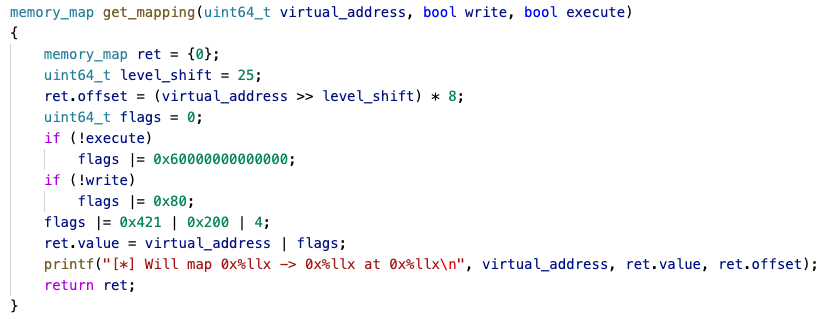 memory_map get_mapping(uint64_t virtual_address, bool write, bool execute)
{
    memory_map ret = {0};
    uint64_t level_shift = 25;
    ret.offset = (virtual_address >> level_shift) * 8;
    uint64_t flags = 0;
    if (!execute)
        flags |= 0x60000000000000;
    if (!write)
        flags |= 0x80;
    flags |= 0x421 | 0x200 | 4;
    ret.value = virtual_address | flags;
    printf("[*] Will map 0x%llx -> 0x%llx at 0x%llx\n", virtual_address, ret.value, ret.offset);
    return ret;
}